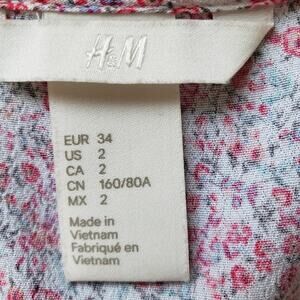 H&M
EUR 34
US 2
CA 2
CN 160/80A
MX 2
Made in
Vietnam
Fabriqué en
Vietnam